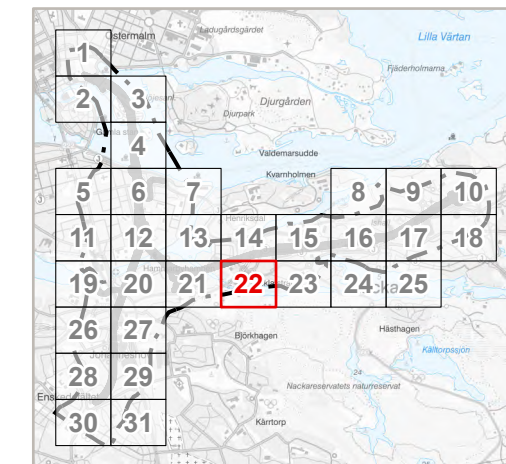 Östermalm
Ladugårdsgärdet
Lilla Värtan
1
Fjäderholmarna
2
3
Djurgården
Djurpark
4
Valdemarsudde
Kvarnholmen
5
6
7
8
9
10
Henriksdal
11
12
13
14
15
16
17
18
19
20
21
22
23
24
25
Björkhagen
Hästhagen
26
27
Källtorpssjön
28
29
24
Nackareservatets naturreservat
30
31
Kärrtorp
25